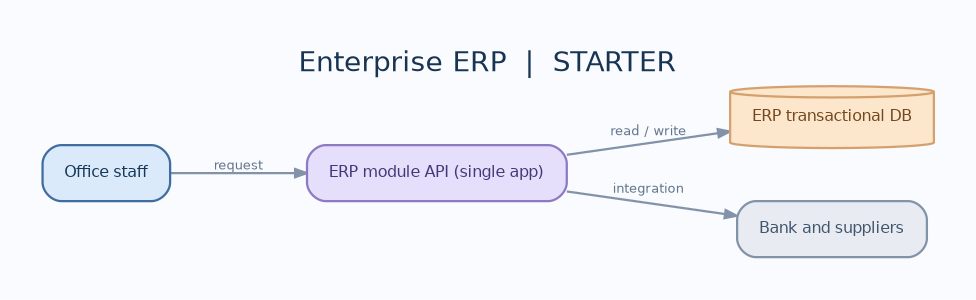 Enterprise ERP | STARTER
Office staff
request
ERP module API (single app)
read / write
ERP transactional DB
integration
Bank and suppliers